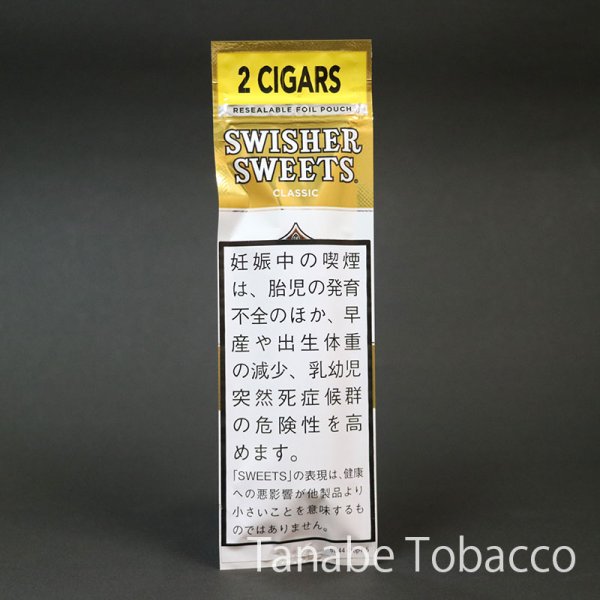 2 CIGARS
RESEALABLE FOIL POUCH
SWISHER
SWEETS®
CLASSIC
妊娠中の喫煙
は、胎児の発育
不全のほか、早
産や出生体重
の減少、乳幼児
突然死症候群
の危険性を高
めます。
「SWEETS」の表現は、健康
への悪影響が他製品より
小さいことを意味するも
のではありません。
Tanabe Tobacco